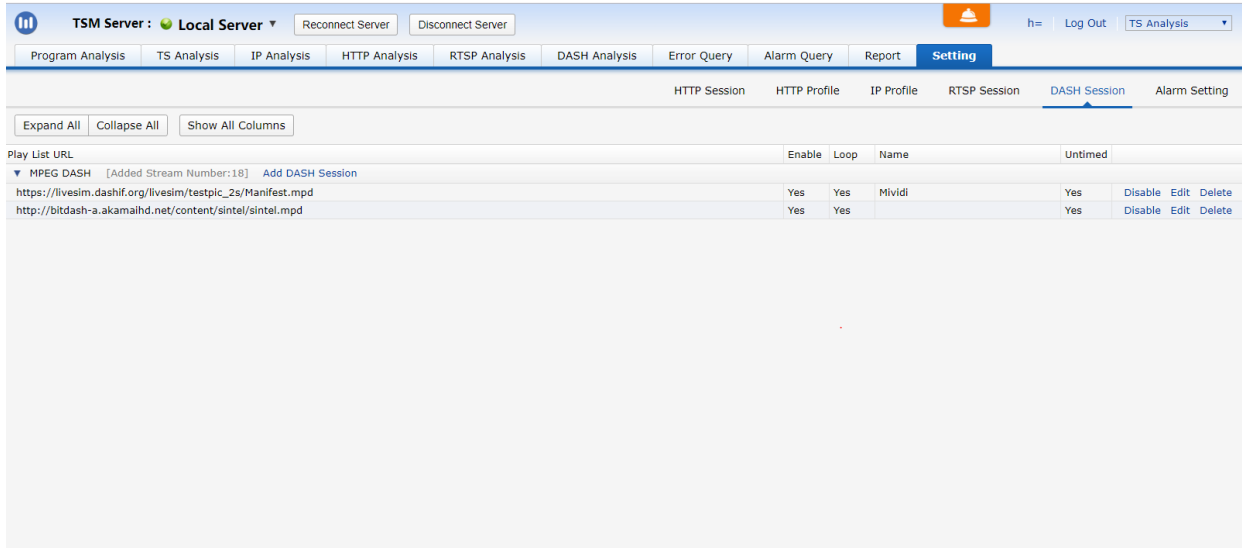 TSM Server : Local Server ▼ Reconnect Server Disconnect Server h= Log Out TS Analysis ▼
Program Analysis TS Analysis IP Analysis HTTP Analysis RTSP Analysis DASH Analysis Error Query Alarm Query Report Setting
HTTP Session HTTP Profile IP Profile RTSP Session DASH Session Alarm Setting
Expand All Collapse All Show All Columns
Play List URL Enable Loop Name Untimed
▼ MPEG DASH [Added Stream Number:18] Add DASH Session
https://livesim.dashif.org/livesim/testpic_2s/Manifest.mpd Yes Yes Mividi Yes Disable Edit Delete
http://bitdash-a.akamaihd.net/content/sintel/sintel.mpd Yes Yes Yes Disable Edit Delete